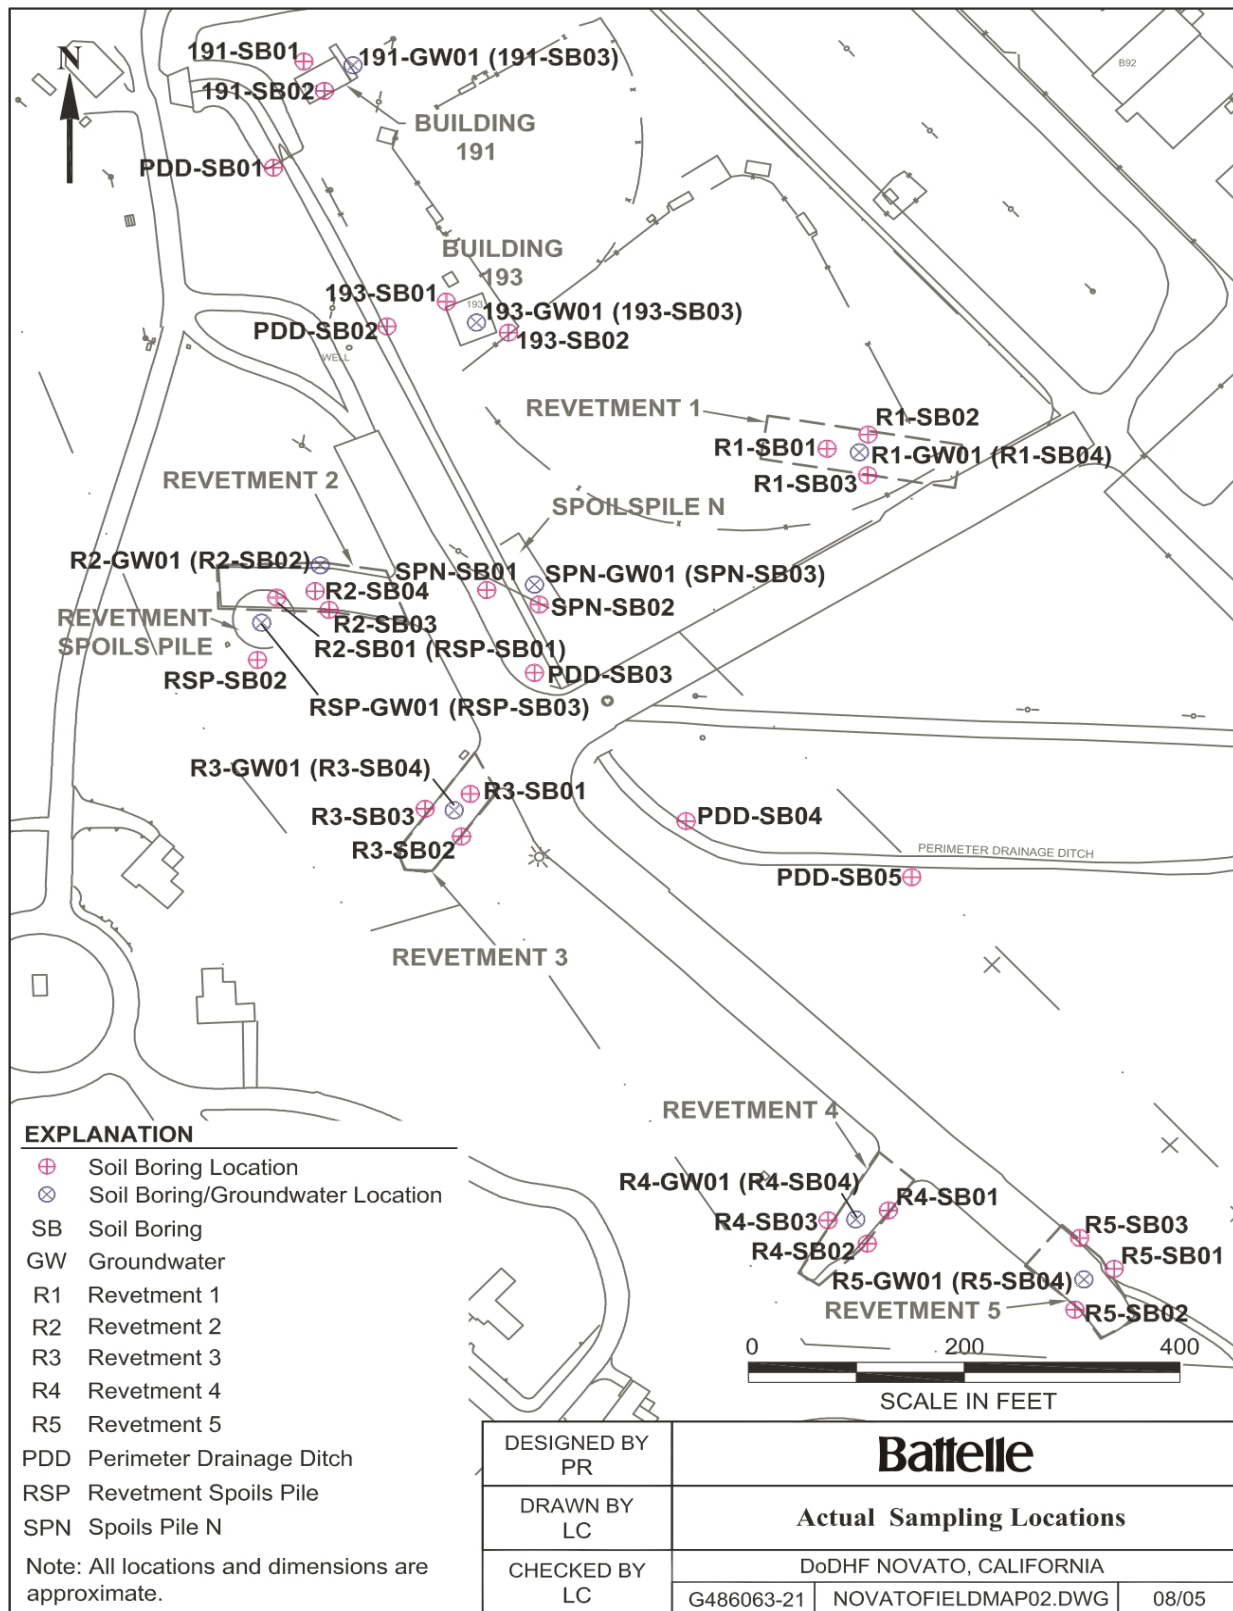 N
191-SB01
191-GW01 (191-SB03)
191-SB02
BUILDING
191
B92
PDD-SB01
BUILDING
193
193-SB01
193
193-GW01 (193-SB03)
PDD-SB02
193-SB02
WELL
REVETMENT 1
R1-SB02
R1-SB01
R1-GW01 (R1-SB04)
R1-SB03
REVETMENT 2
SPOILSPILE N
R2-GW01 (R2-SB02)
SPN-SB01
SPN-GW01 (SPN-SB03)
R2-SB04
SPN-SB02
REVETMENT
SPOILS PILE
R2-SB03
R2-SB01 (RSP-SB01)
RSP-SB02
PDD-SB03
RSP-GW01 (RSP-SB03)
R3-GW01 (R3-SB04)
R3-SB01
R3-SB03
R3-SB02
PDD-SB04
PERIMETER DRAINAGE DITCH
PDD-SB05
REVETMENT 3
REVETMENT 4
R4-GW01 (R4-SB04)
R4-SB01
R4-SB03
R4-SB02
R5-SB03
R5-SB01
R5-GW01 (R5-SB04)
REVETMENT 5
R5-SB02
0 200 400
SCALE IN FEET
EXPLANATION
Soil Boring Location
Soil Boring/Groundwater Location
SB Soil Boring
GW Groundwater
R1 Revetment 1
R2 Revetment 2
R3 Revetment 3
R4 Revetment 4
R5 Revetment 5
PDD Perimeter Drainage Ditch
RSP Revetment Spoils Pile
SPN Spoils Pile N
Note: All locations and dimensions are
approximate.
DESIGNED BY
PR
Battelle
DRAWN BY
LC
Actual Sampling Locations
CHECKED BY
LC
DoDHF NOVATO, CALIFORNIA
G486063-21 NOVATOFIELDMAP02.DWG 08/05